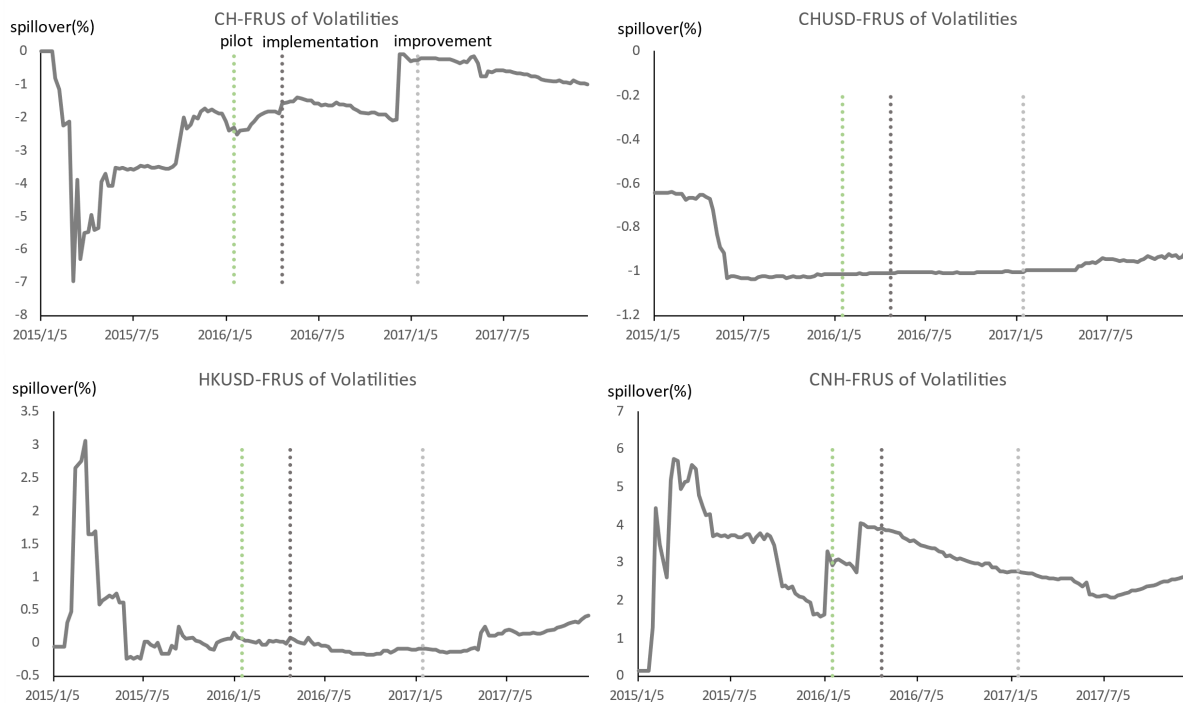 CH-FRUS of Volatilities
spillover(%)
pilot implementation improvement
0
-1
-2
-3
-4
-5
-6
-7
-8
2015/1/5 2015/7/5 2016/1/5 2016/7/5 2017/1/5 2017/7/5
CHUSD-FRUS of Volatilities
spillover(%)
0
-0.2
-0.4
-0.6
-0.8
-1
-1.2
2015/1/5 2015/7/5 2016/1/5 2016/7/5 2017/1/5 2017/7/5
HKUSD-FRUS of Volatilities
spillover(%)
3.5
3
2.5
2
1.5
1
0.5
0
-0.5
2015/1/5 2015/7/5 2016/1/5 2016/7/5 2017/1/5 2017/7/5
CNH-FRUS of Volatilities
spillover(%)
7
6
5
4
3
2
1
0
2015/1/5 2015/7/5 2016/1/5 2016/7/5 2017/1/5 2017/7/5